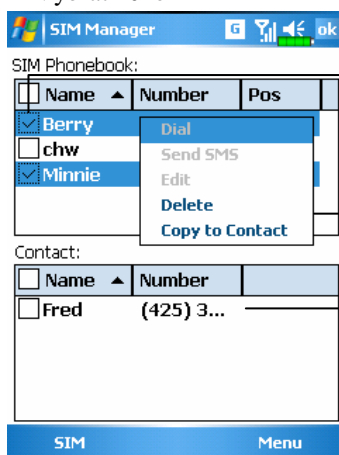 SIM Manager G ok
SIM Phonebook:
Name Number Pos
Berry
chw
Minnie
Dial
Send SMS
Edit
Delete
Copy to Contact
Contact:
Name Number
Fred (425) 3...
SIM Menu